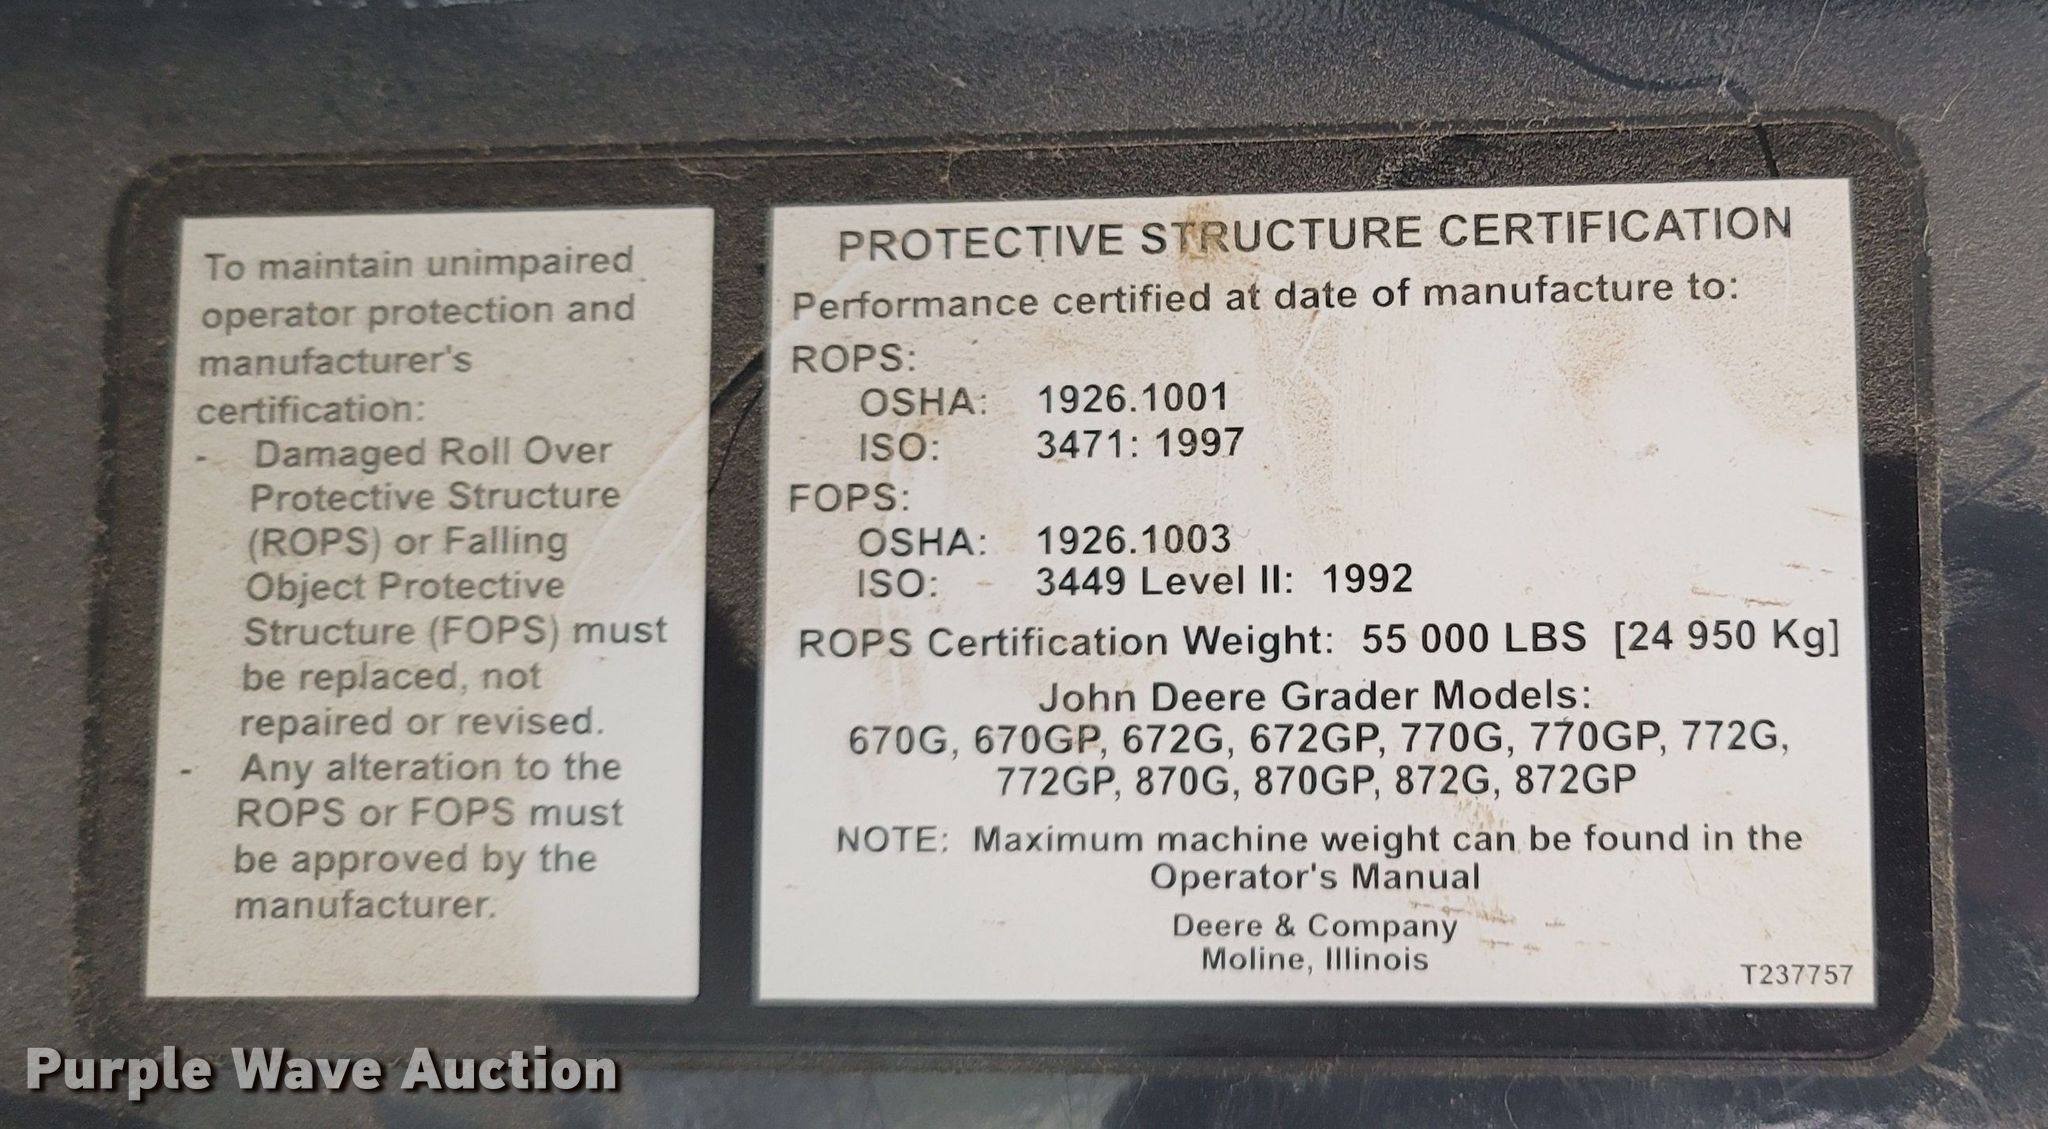 To maintain unimpaired
operator protection and
manufacturer's
certification:
- Damaged Roll Over
Protective Structure
(ROPS) or Falling
Object Protective
Structure (FOPS) must
be replaced, not
repaired or revised.
- Any alteration to the
ROPS or FOPS must
be approved by the
manufacturer.
PROTECTIVE STRUCTURE CERTIFICATION
Performance certified at date of manufacture to:
ROPS:
OSHA: 1926.1001
ISO: 3471: 1997
FOPS:
OSHA: 1926.1003
ISO: 3449 Level II: 1992
ROPS Certification Weight: 55 000 LBS [24 950 Kg]
John Deere Grader Models:
670G, 670GP, 672G, 672GP, 770G, 770GP, 772G,
772GP, 870G, 870GP, 872G, 872GP
NOTE: Maximum machine weight can be found in the
Operator's Manual
Deere & Company
Moline, Illinois
T237757
Purple Wave Auction